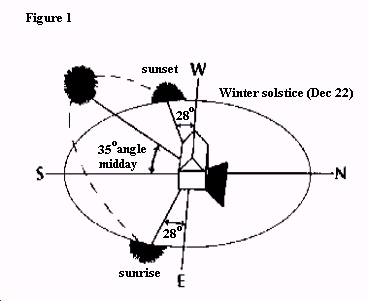 Figure 1
sunset
W
Winter solstice (Dec 22)
28°
35° angle
midday
S
N
28°
sunrise
E